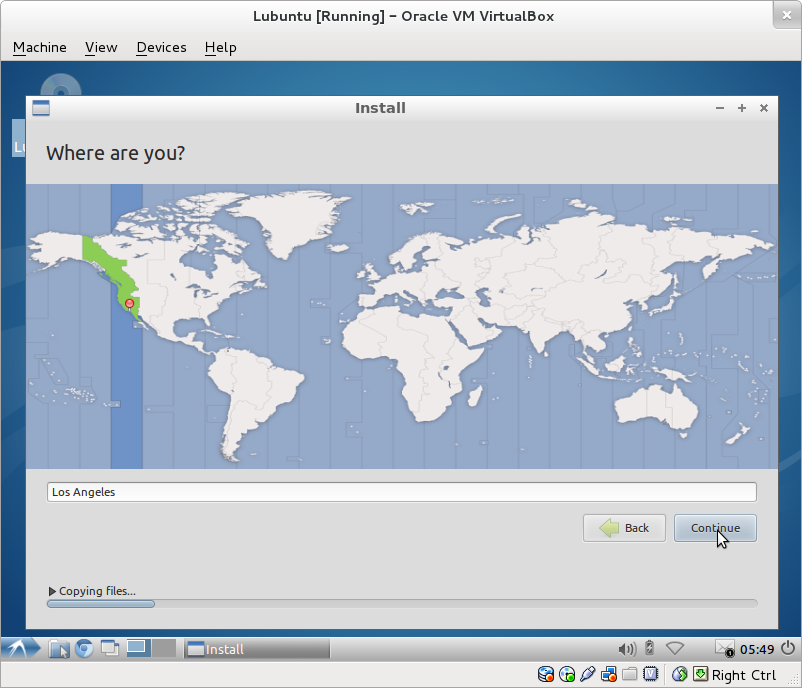 Lubuntu [Running] – Oracle VM VirtualBox
Machine View Devices Help
Install
Lu
Where are you?
Los Angeles
Back Continue
Copying files...
Install 05:49
Right Ctrl